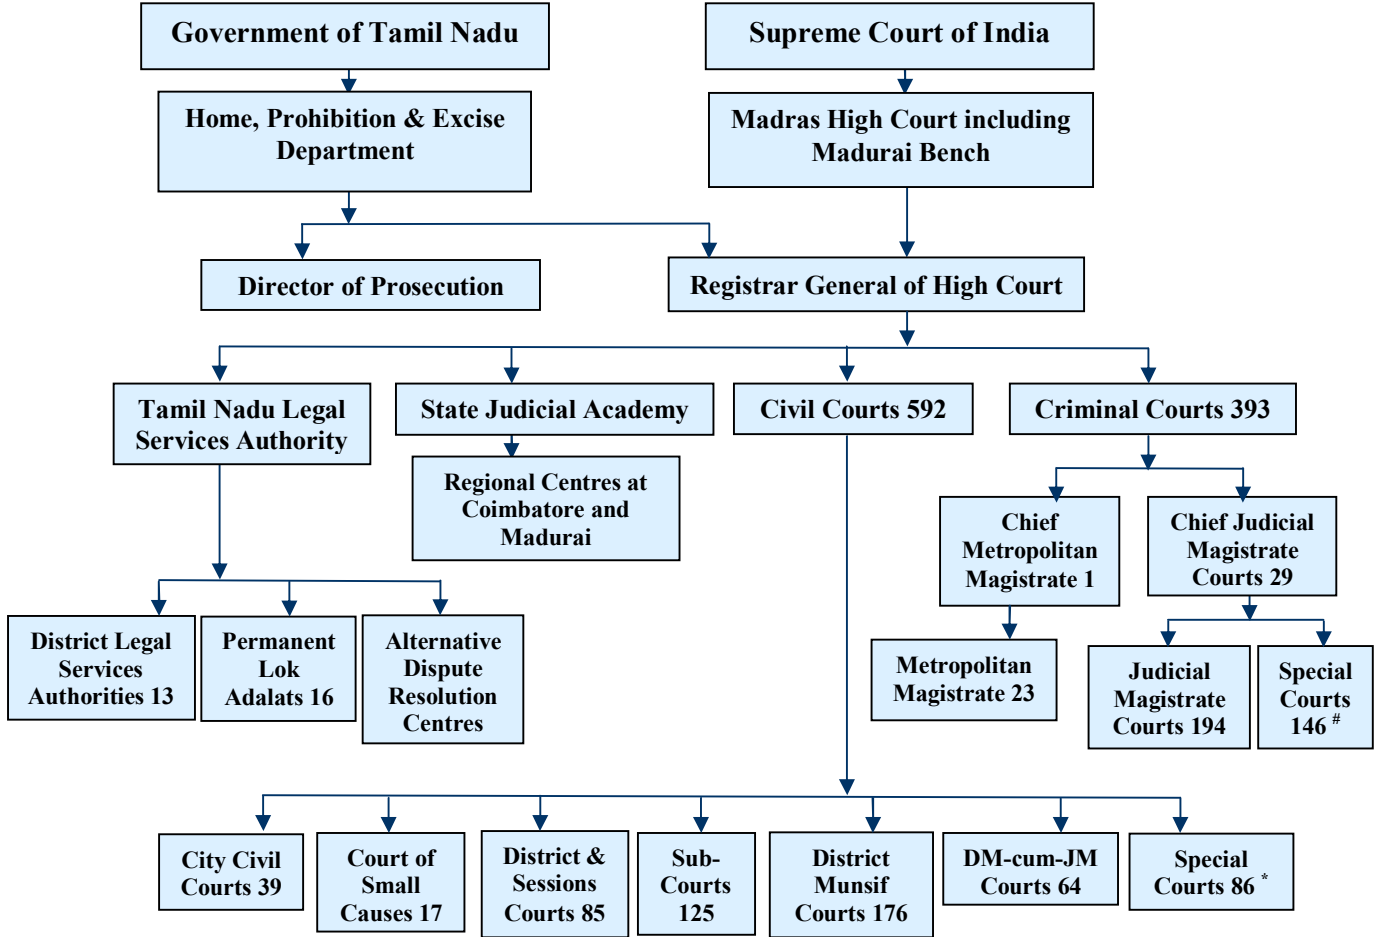 Government of Tamil Nadu
Supreme Court of India
Home, Prohibition & Excise
Department
Madras High Court including
Madurai Bench
Director of Prosecution
Registrar General of High Court
Tamil Nadu Legal
Services Authority
State Judicial Academy
Civil Courts 592
Criminal Courts 393
Regional Centres at
Coimbatore and
Madurai
Chief
Metropolitan
Magistrate 1
Chief Judicial
Magistrate
Courts 29
District Legal
Services
Authorities 13
Permanent
Lok
Adalats 16
Alternative
Dispute
Resolution
Centres
Metropolitan
Magistrate 23
Judicial
Magistrate
Courts 194
Special
Courts
146 #
City Civil
Courts 39
Court of
Small
Causes 17
District &
Sessions
Courts 85
Sub-
Courts
125
District
Munsif
Courts 176
DM-cum-JM
Courts 64
Special
Courts 86 *